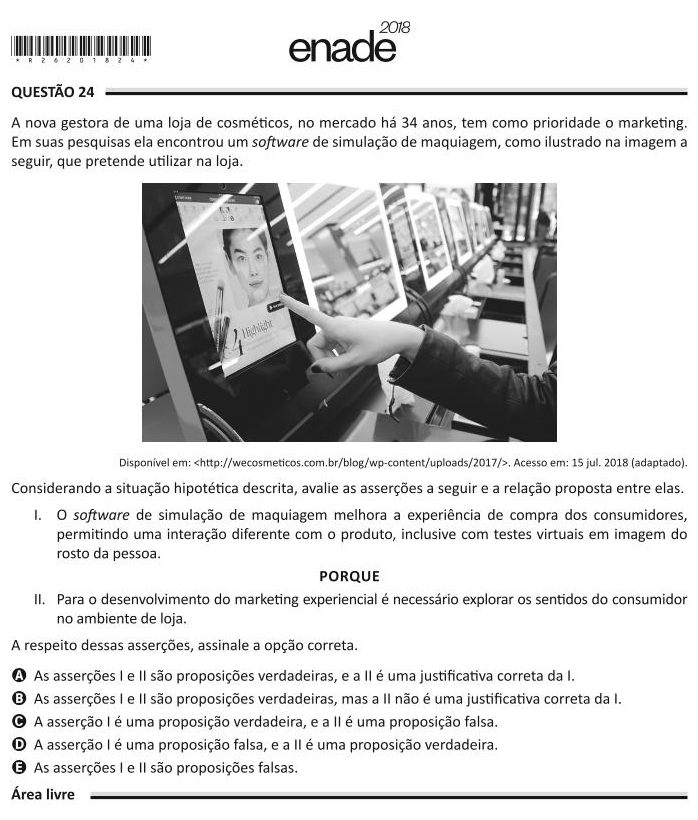 * R 2 6 2 0 1 8 2 4 *
enade 2018
QUESTÃO 24
A nova gestora de uma loja de cosméticos, no mercado há 34 anos, tem como prioridade o marketing.
Em suas pesquisas ela encontrou um software de simulação de maquiagem, como ilustrado na imagem a
seguir, que pretende utilizar na loja.
Highlight
Disponível em: <http://wecosmeticos.com.br/blog/wp-content/uploads/2017/>. Acesso em: 15 jul. 2018 (adaptado).
Considerando a situação hipotética descrita, avalie as asserções a seguir e a relação proposta entre elas.
I. O software de simulação de maquiagem melhora a experiência de compra dos consumidores,
permitindo uma interação diferente com o produto, inclusive com testes virtuais em imagem do
rosto da pessoa.
PORQUE
II. Para o desenvolvimento do marketing experiencial é necessário explorar os sentidos do consumidor
no ambiente de loja.
A respeito dessas asserções, assinale a opção correta.
A As asserções I e II são proposições verdadeiras, e a II é uma justificativa correta da I.
B As asserções I e II são proposições verdadeiras, mas a II não é uma justificativa correta da I.
C A asserção I é uma proposição verdadeira, e a II é uma proposição falsa.
D A asserção I é uma proposição falsa, e a II é uma proposição verdadeira.
E As asserções I e II são proposições falsas.
Área livre